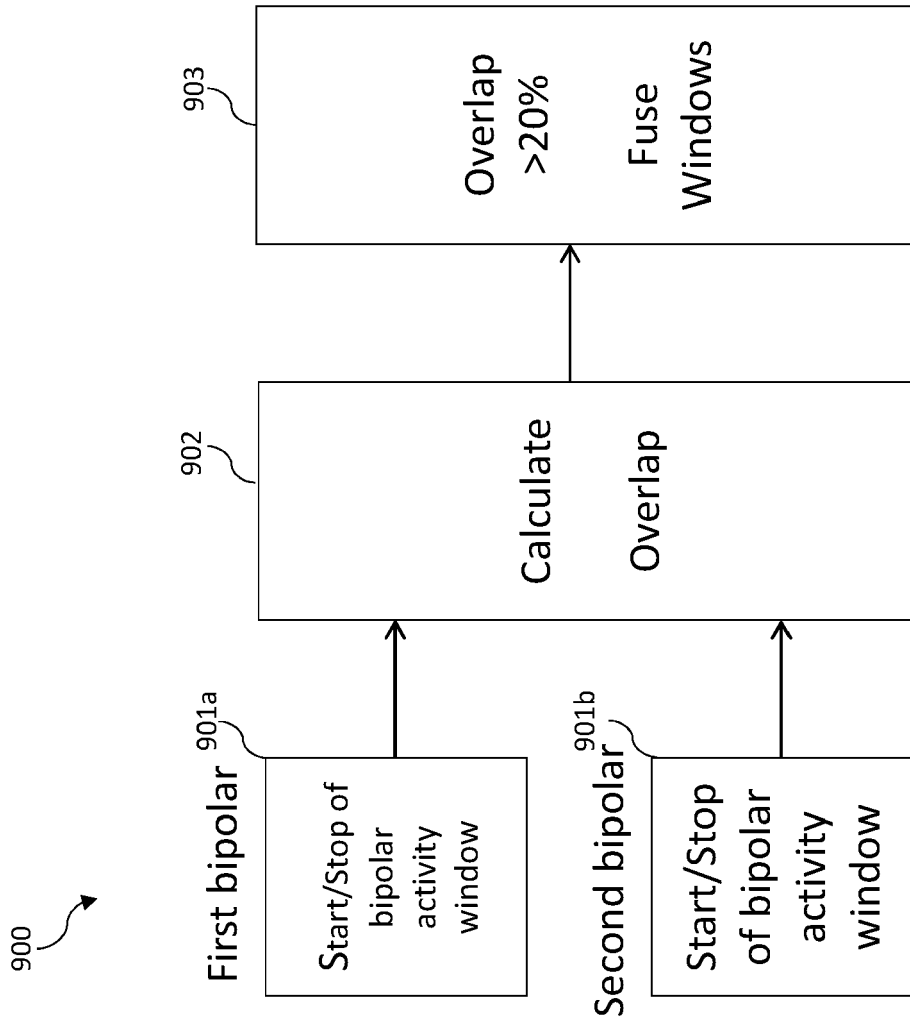 900
First bipolar
901a
Start/Stop of
bipolar
activity
window
Second bipolar
901b
Start/Stop
of bipolar
activity
window
902
Calculate
Overlap
903
Overlap
>20%
Fuse
Windows